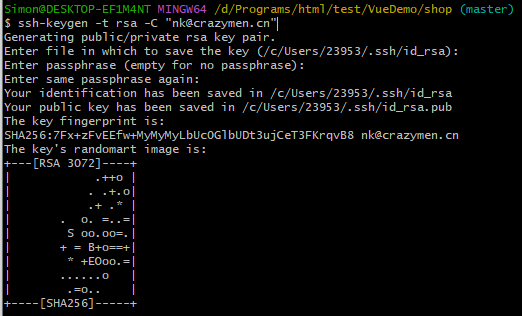 Simon@DESKTOP-EF1M4NT MINGW64 /d/Programs/html/test/VueDemo/shop (master)
$ ssh-keygen -t rsa -C "nk@crazymen.cn"
Generating public/private rsa key pair.
Enter file in which to save the key (/c/Users/23953/.ssh/id_rsa):
Enter passphrase (empty for no passphrase):
Enter same passphrase again:
Your identification has been saved in /c/Users/23953/.ssh/id_rsa
Your public key has been saved in /c/Users/23953/.ssh/id_rsa.pub
The key fingerprint is:
SHA256:7Fx+zFvEEfw+MyMyMyLbUcOGlbUDt3ujCeT3FKrqvB8 nk@crazymen.cn
The key's randomart image is:
+---[RSA 3072]----+
|            .++o |
|           . .+.o|
|           .+ .* |
|       .  o. =..=|
|        S oo.oo=.|
|       + = B+o==+|
|        * +EOoo.=|
|       ......o   |
|        .=o..    |
+----[SHA256]-----+